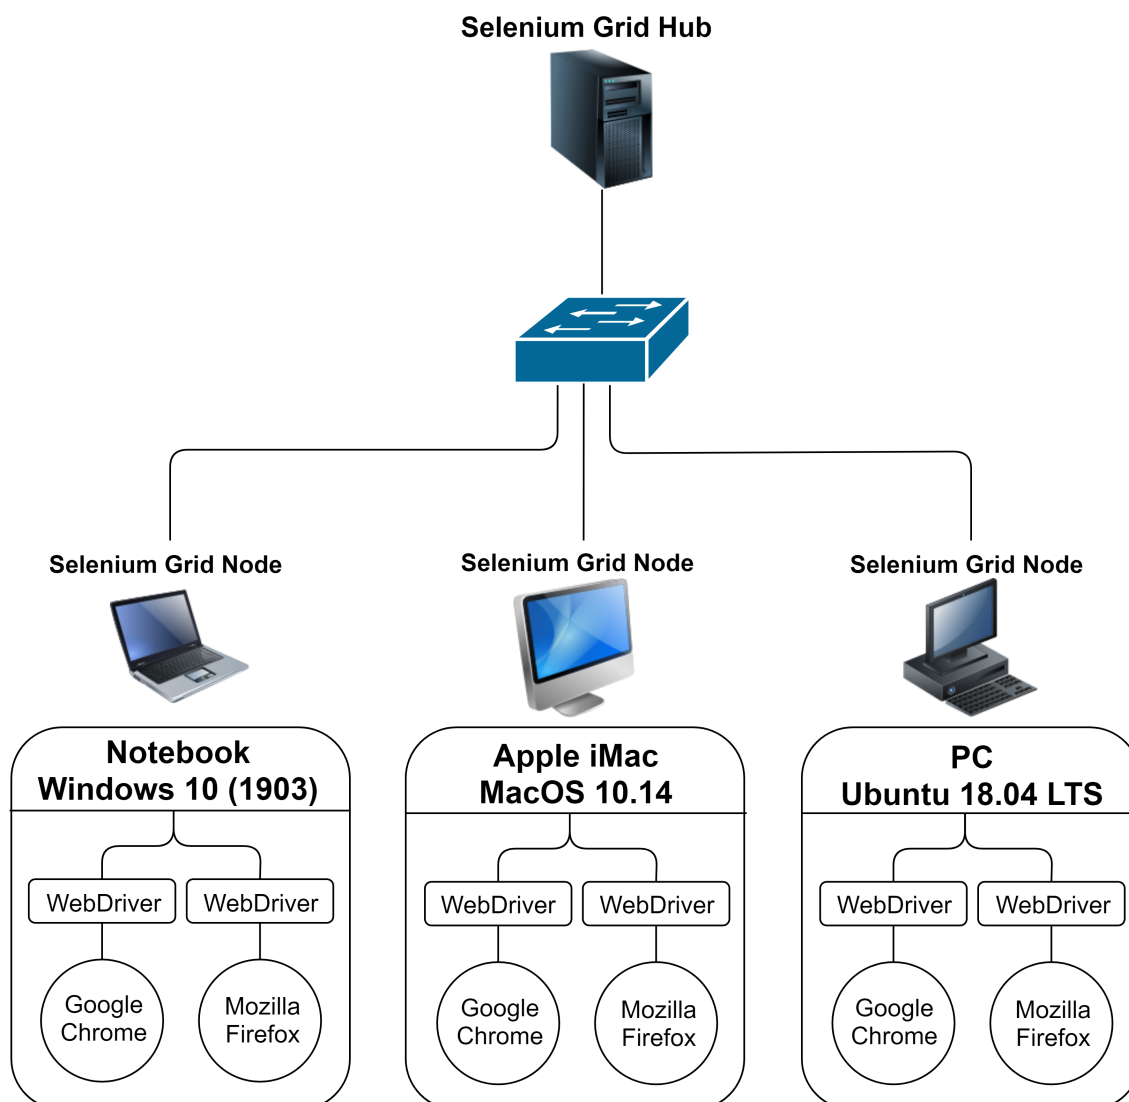 Selenium Grid Hub
Selenium Grid Node
Selenium Grid Node
Selenium Grid Node
Notebook
Windows 10 (1903)
WebDriver
WebDriver
Google
Chrome
Mozilla
Firefox
Apple iMac
MacOS 10.14
WebDriver
WebDriver
Google
Chrome
Mozilla
Firefox
PC
Ubuntu 18.04 LTS
WebDriver
WebDriver
Google
Chrome
Mozilla
Firefox